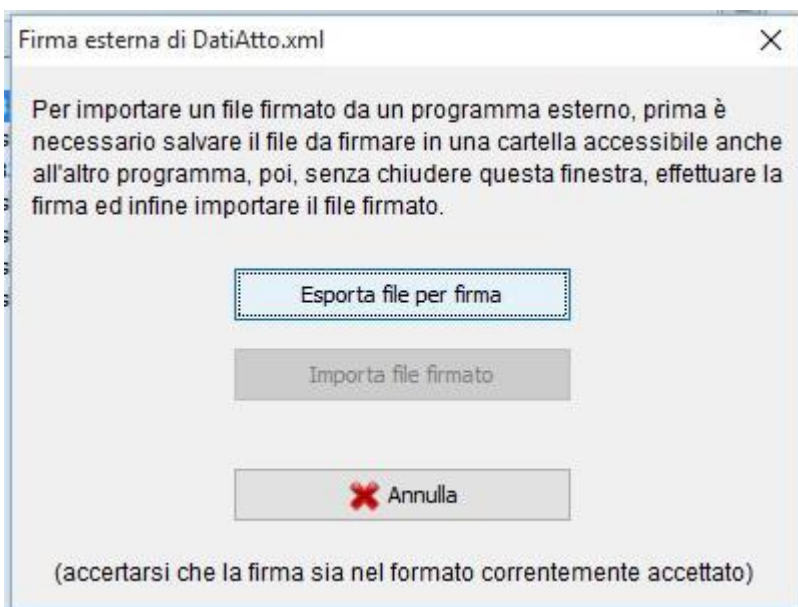 Firma esterna di DatiAtto.xml
Per importare un file firmato da un programma esterno, prima è
necessario salvare il file da firmare in una cartella accessibile anche
all'altro programma, poi, senza chiudere questa finestra, effettuare la
firma ed infine importare il file firmato.
Esporta file per firma
Importa file firmato
Annulla
(accertarsi che la firma sia nel formato correntemente accettato)